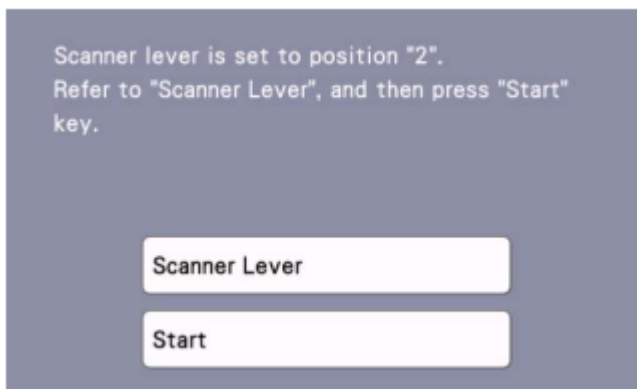 Scanner lever is set to position "2".
Refer to "Scanner Lever", and then press "Start"
key.
Scanner Lever
Start